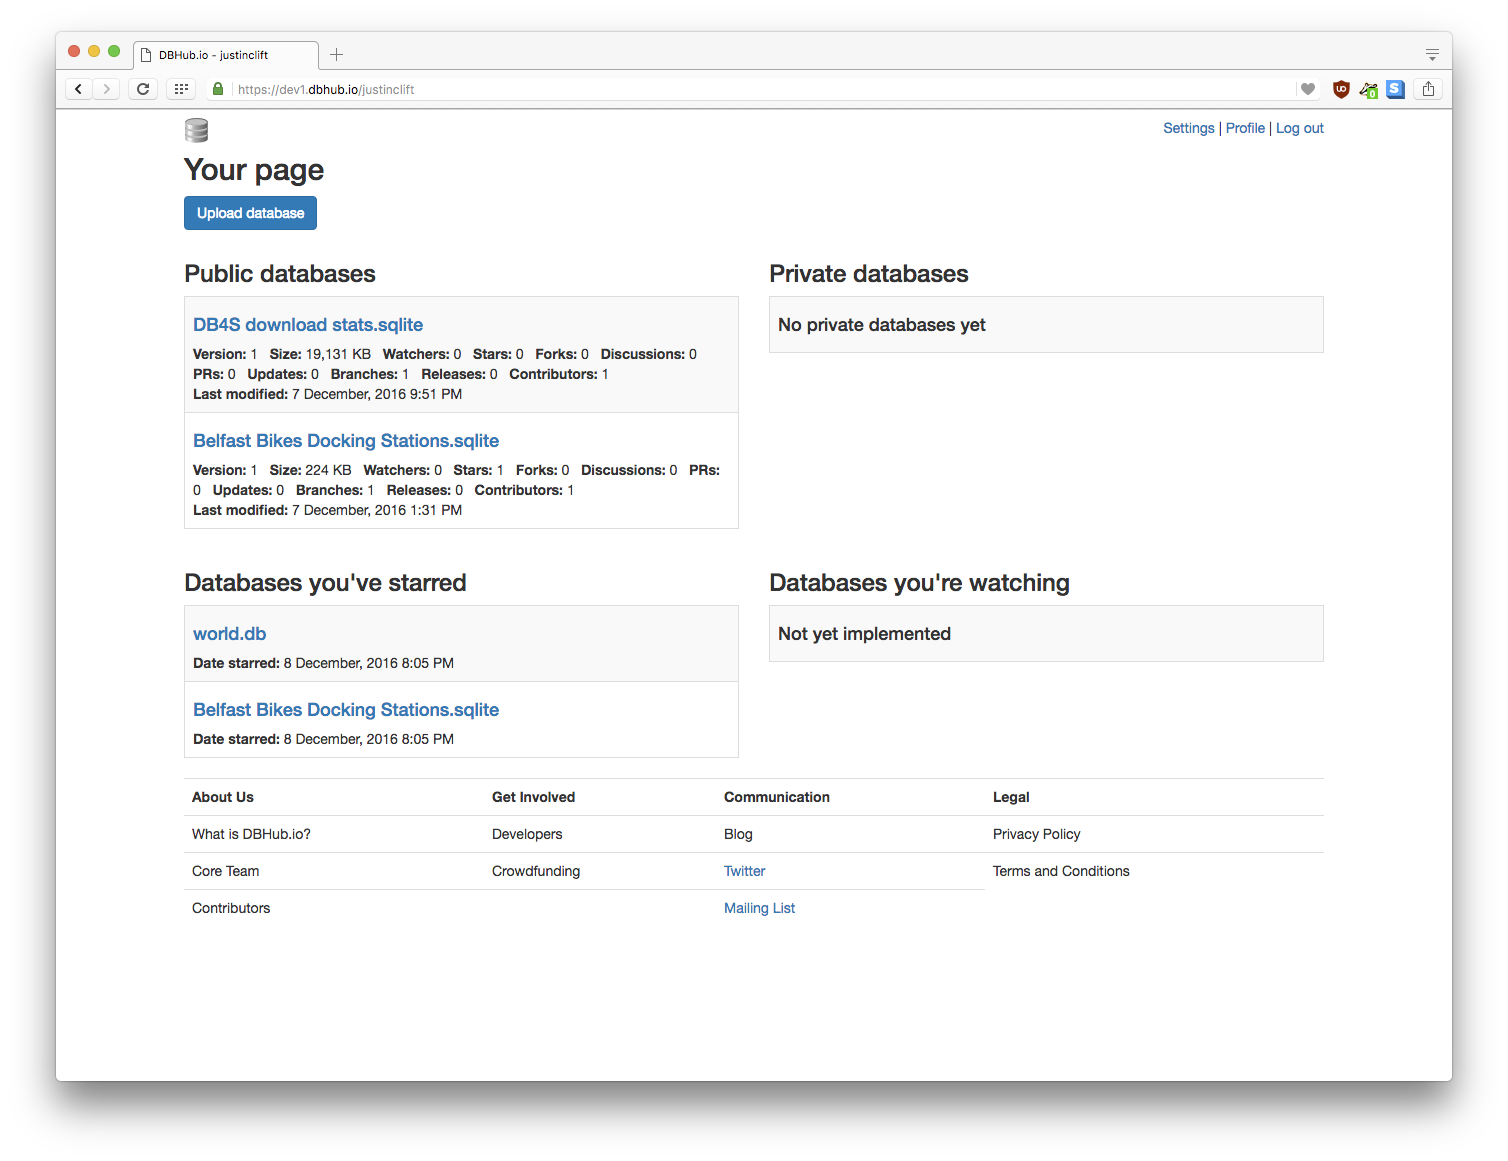 DBHub.io - justinclift
https://dev1.dbhub.io/justinclift
UO
0
S
Settings | Profile | Log out
Your page
Upload database
Public databases
DB4S download stats.sqlite
Version: 1 Size: 19,131 KB Watchers: 0 Stars: 0 Forks: 0 Discussions: 0
PRs: 0 Updates: 0 Branches: 1 Releases: 0 Contributors: 1
Last modified: 7 December, 2016 9:51 PM
Belfast Bikes Docking Stations.sqlite
Version: 1 Size: 224 KB Watchers: 0 Stars: 1 Forks: 0 Discussions: 0 PRs:
0 Updates: 0 Branches: 1 Releases: 0 Contributors: 1
Last modified: 7 December, 2016 1:31 PM
Private databases
No private databases yet
Databases you've starred
world.db
Date starred: 8 December, 2016 8:05 PM
Belfast Bikes Docking Stations.sqlite
Date starred: 8 December, 2016 8:05 PM
Databases you're watching
Not yet implemented
About Us Get Involved Communication Legal
What is DBHub.io? Developers Blog Privacy Policy
Core Team Crowdfunding Twitter Terms and Conditions
Contributors Mailing List